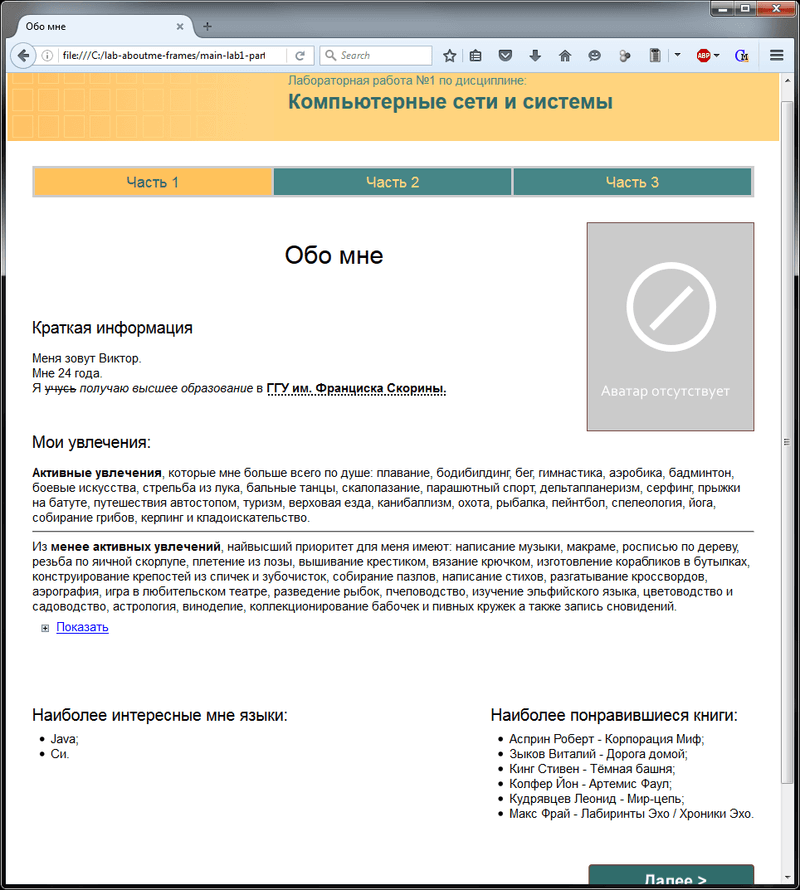 Обо мне
file:///C:/lab-aboutme-frames/main-lab1-part
Search
ABP
Лабораторная работа №1 по дисциплине:
Компьютерные сети и системы
Часть 1
Часть 2
Часть 3
Обо мне
Аватар отсутствует
Краткая информация
Меня зовут Виктор.
Мне 24 года.
Я учусь получаю высшее образование в ГГУ им. Франциска Скорины.
Мои увлечения:
Активные увлечения, которые мне больше всего по душе: плавание, бодибилдинг, бег, гимнастика, аэробика, бадминтон,
боевые искусства, стрельба из лука, бальные танцы, скалолазание, парашютный спорт, дельтапланеризм, серфинг, прыжки
на батуте, путешествия автостопом, туризм, верховая езда, канибаллизм, охота, рыбалка, пейнтбол, спелеология, йога,
собирание грибов, керлинг и кладоискательство.
Из менее активных увлечений, найвысший приоритет для меня имеют: написание музыки, макраме, росписью по дереву,
резьба по яичной скорлупе, плетение из лозы, вышивание крестиком, вязание крючком, изготовление корабликов в бутылках,
конструирование крепостей из спичек и зубочисток, собирание пазлов, написание стихов, разгатывание кроссвордов,
аэрография, игра в любительском театре, разведение рыбок, пчеловодство, изучение эльфийского языка, цветоводство и
садоводство, астрология, виноделие, коллекционирование бабочек и пивных кружек а также запись сновидений.
Показать
Наиболее интересные мне языки:
Java;
Си.
Наиболее понравившиеся книги:
Асприн Роберт - Корпорация Миф;
Зыков Виталий - Дорога домой;
Кинг Стивен - Тёмная башня;
Колфер Йон - Артемис Фаул;
Кудрявцев Леонид - Мир-цепь;
Макс Фрай - Лабиринты Эхо / Хроники Эхо.
Далее >